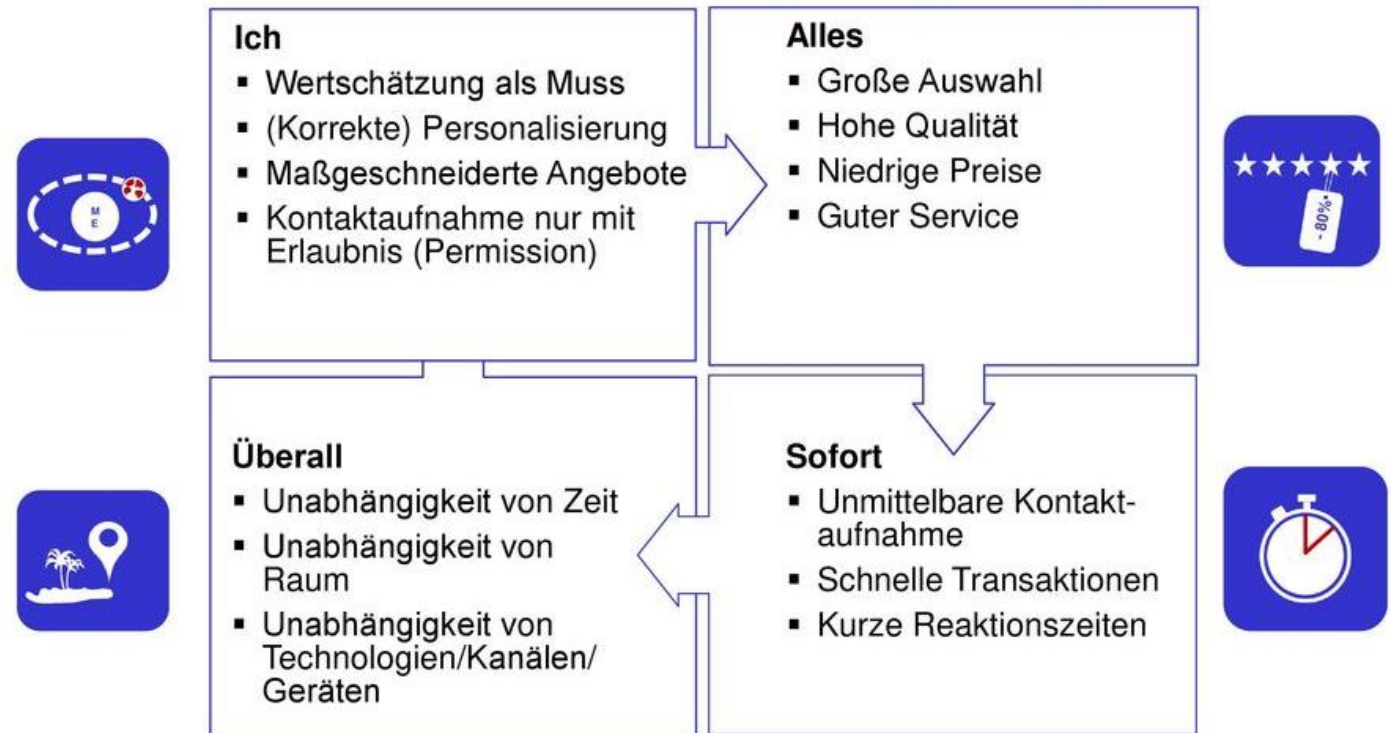 Ich
▪ Wertschätzung als Muss
▪ (Korrekte) Personalisierung
▪ Maßgeschneiderte Angebote
▪ Kontaktaufnahme nur mit
Erlaubnis (Permission)
Alles
▪ Große Auswahl
▪ Hohe Qualität
▪ Niedrige Preise
▪ Guter Service
M
E
- 80%*
Überall
▪ Unabhängigkeit von Zeit
▪ Unabhängigkeit von
Raum
▪ Unabhängigkeit von
Technologien/Kanälen/
Geräten
Sofort
▪ Unmittelbare Kontakt-
aufnahme
▪ Schnelle Transaktionen
▪ Kurze Reaktionszeiten